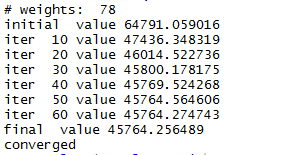 # weights:  78
initial  value 64791.059016
iter  10 value 47436.348319
iter  20 value 46014.522736
iter  30 value 45800.178175
iter  40 value 45769.524268
iter  50 value 45764.564606
iter  60 value 45764.274743
final  value 45764.256489
converged